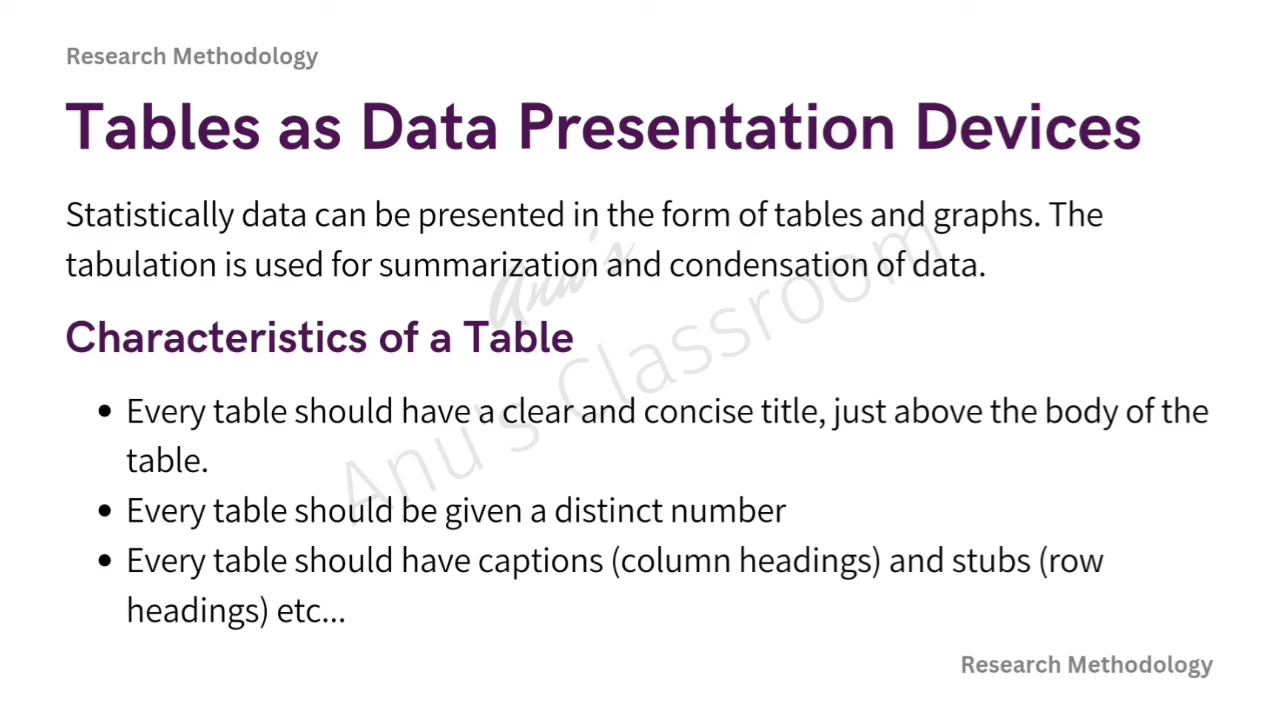 Research Methodology
Tables as Data Presentation Devices
Statistically data can be presented in the form of tables and graphs. The
tabulation is used for summarization and condensation of data.
Anu's
Anu's Classroom
Characteristics of a Table
• Every table should have a clear and concise title, just above the body of the
table.
• Every table should be given a distinct number
• Every table should have captions (column headings) and stubs (row
headings) etc...
Research Methodology